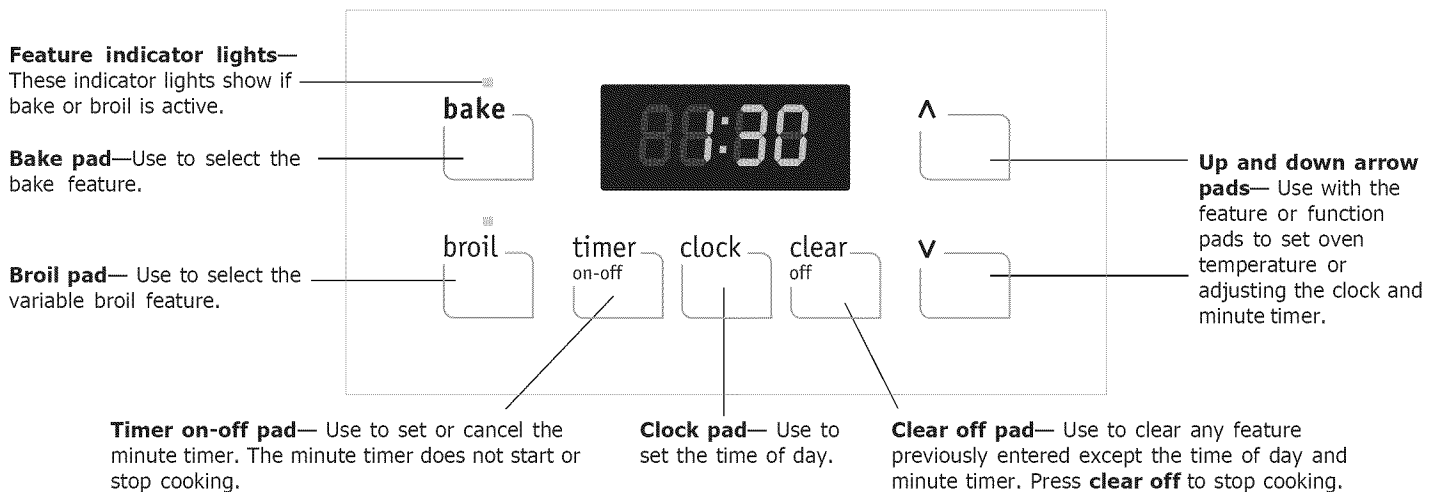 Feature indicator lights—
These indicator lights show if
bake or broil is active.
Bake pad—Use to select the
bake feature.
Broil pad— Use to select the
variable broil feature.
bake
1:30
^
broil
timer
on-off
clock
clear
off
v
Up and down arrow
pads— Use with the
feature or function
pads to set oven
temperature or
adjusting the clock and
minute timer.
Timer on-off pad— Use to set or cancel the
minute timer. The minute timer does not start or
stop cooking.
Clock pad— Use to
set the time of day.
Clear off pad— Use to clear any feature
previously entered except the time of day and
minute timer. Press clear off to stop cooking.